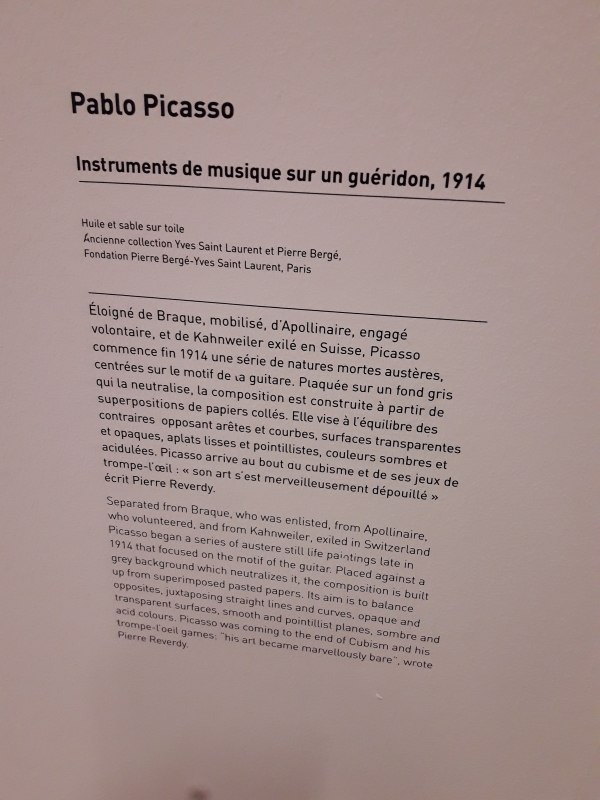 Pablo Picasso
Instruments de musique sur un guéridon, 1914
Huile et sable sur toile
Ancienne collection Yves Saint Laurent et Pierre Bergé,
Fondation Pierre Bergé-Yves Saint Laurent, Paris
Éloigné de Braque, mobilisé, d'Apollinaire, engagé
volontaire, et de Kahnweiler exilé en Suisse, Picasso
commence fin 1914 une série de natures mortes austères,
centrées sur le motif de la guitare. Plaquée sur un fond gris
qui la neutralise, la composition est construite à partir de
superpositions de papiers collés. Elle vise à l'équilibre des
contraires opposant arêtes et courbes, surfaces transparentes
et opaques, aplats lisses et pointillistes, couleurs sombres et
acidulées. Picasso arrive au bout du cubisme et de ses jeux de
trompe-l'œil : « son art s'est merveilleusement dépouillé »
écrit Pierre Reverdy.
Separated from Braque, who was enlisted, from Apollinaire,
who volunteered, and from Kahnweiler, exiled in Switzerland
Picasso began a series of austere still life paintings late in
1914 that focused on the motif of the guitar. Placed against a
grey background which neutralizes it, the composition is built
up from superimposed pasted papers. Its aim is to balance
opposites, juxtaposing straight lines and curves, opaque and
transparent surfaces, smooth and pointillist planes, sombre and
acid colours. Picasso was coming to the end of Cubism and his
trompe-l'oeil games: "his art became marvellously bare", wrote
Pierre Reverdy.